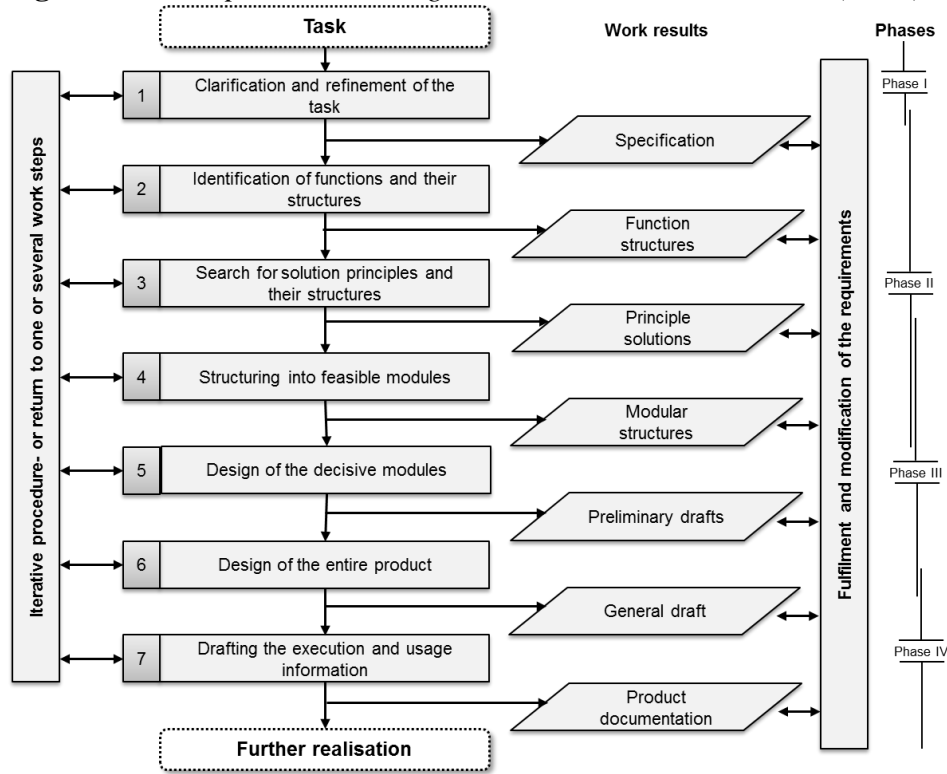 Task
Work results
Phases
1
Clarification and refinement of the
task
Phase I
Specification
2
Identification of functions and their
structures
Function
structures
3
Search for solution principles and
their structures
Phase II
Principle
solutions
4
Structuring into feasible modules
Modular
structures
5
Design of the decisive modules
Phase III
Preliminary drafts
6
Design of the entire product
General draft
7
Drafting the execution and usage
information
Phase IV
Product
documentation
Further realisation
Iterative procedure- or return to one or several work steps
Fulfilment and modification of the requirements